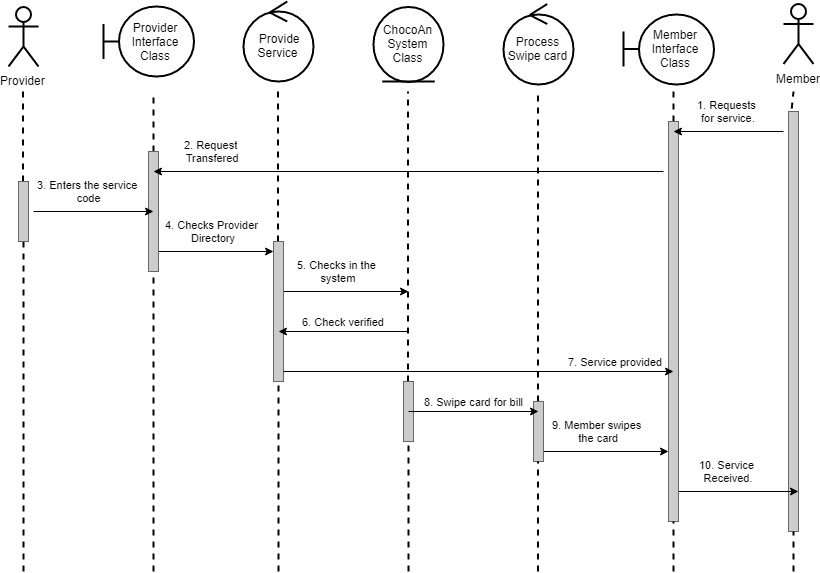 Provider
Provider
Interface
Class
Provide
Service
ChocoAn
System
Class
Process
Swipe card
Member
Interface
Class
Member
1. Requests
for service.
2. Request
Transfered
3. Enters the service
code
4. Checks Provider
Directory
5. Checks in the
system
6. Check verified
7. Service provided
8. Swipe card for bill
9. Member swipes
the card
10. Service
Received.